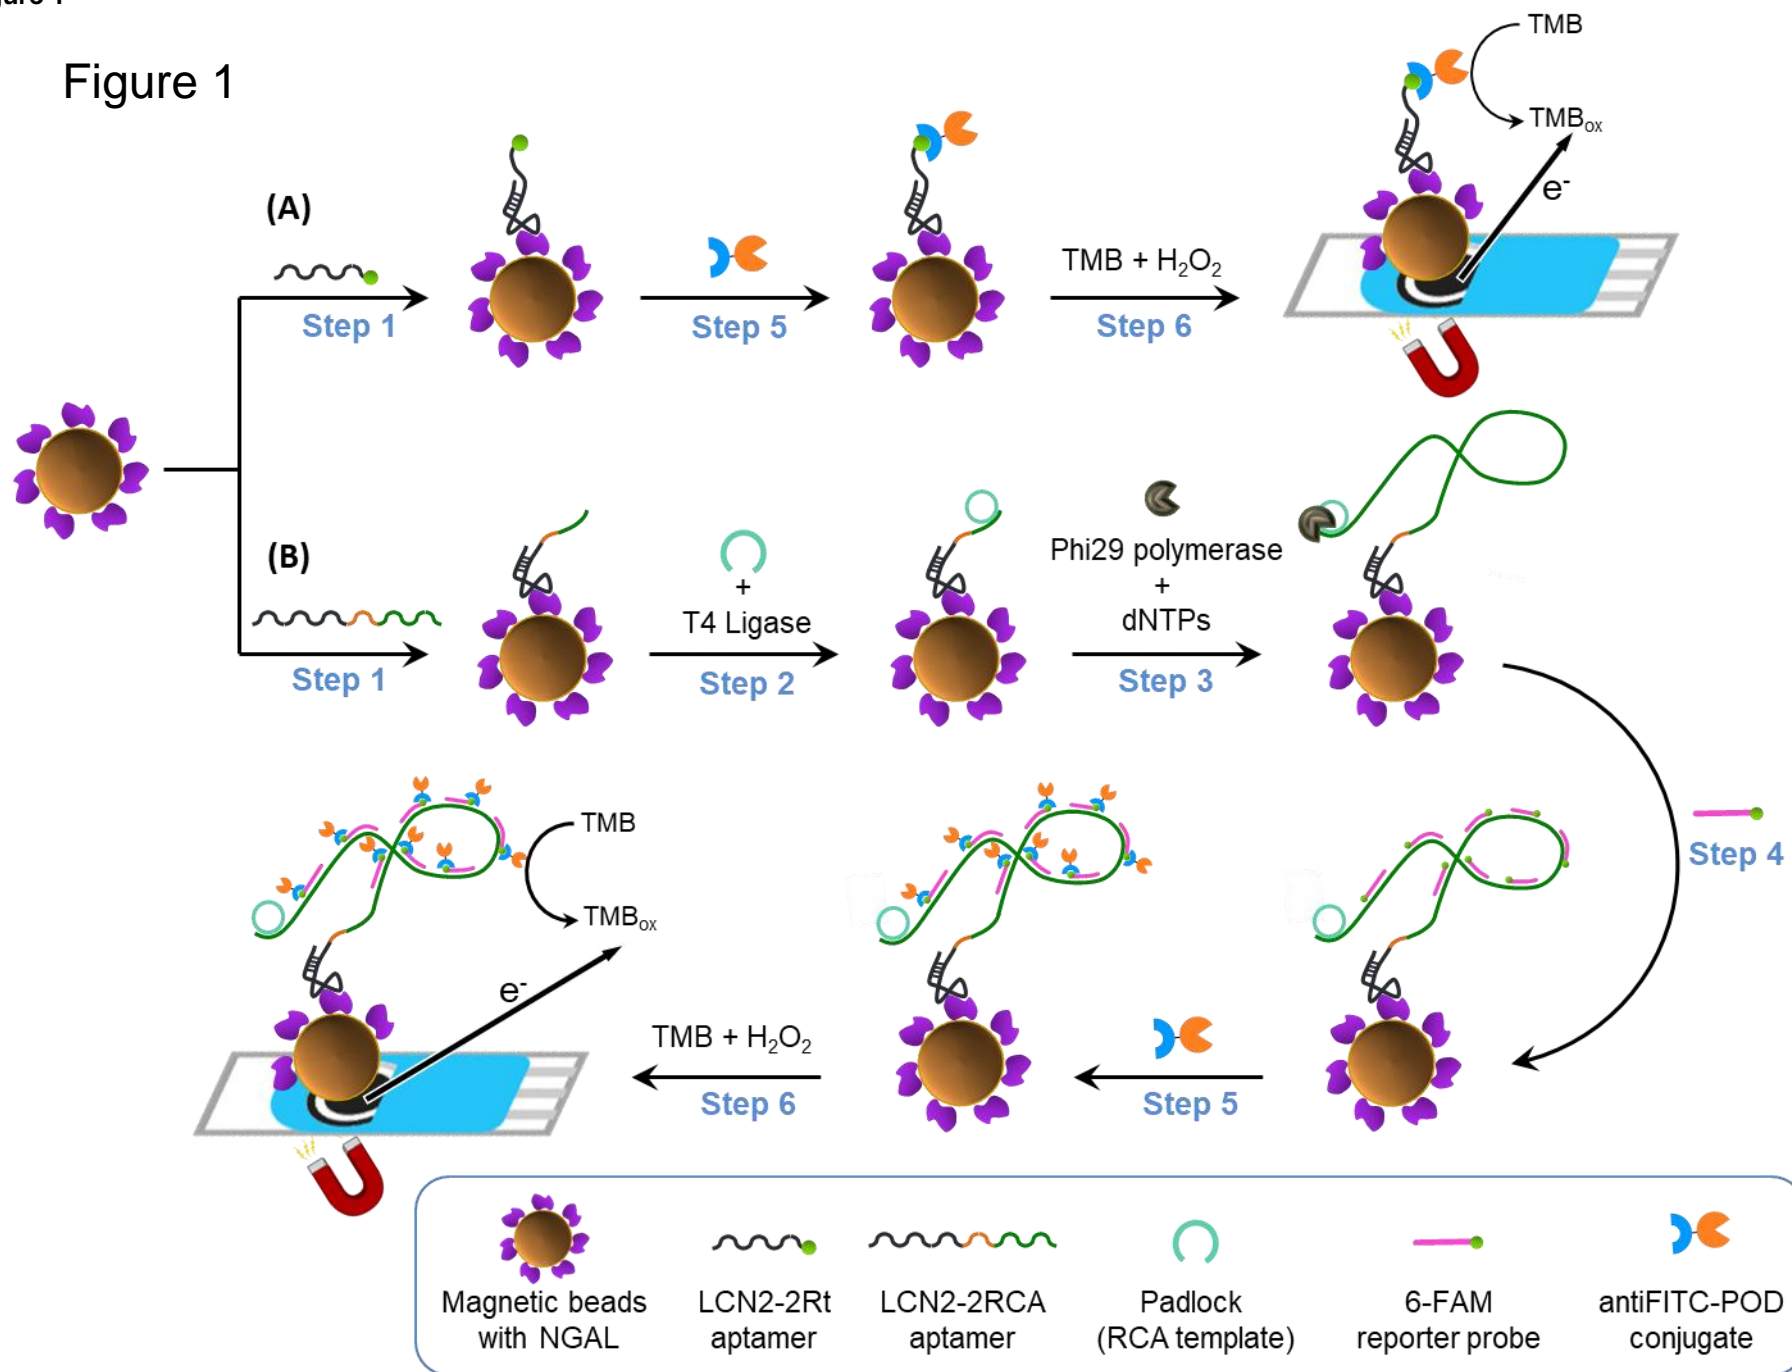 Figure 1
TMB
TMBox
e-
(A)
TMB + H2O2
Step 1
Step 5
Step 6
(B)
+
T4 Ligase
Phi29 polymerase
+
dNTPs
Step 1
Step 2
Step 3
TMB
TMBox
e-
Step 4
TMB + H2O2
Step 6
Step 5
Magnetic beads
with NGAL
LCN2-2Rt
aptamer
LCN2-2RCA
aptamer
Padlock
(RCA template)
6-FAM
reporter probe
antiFITC-POD
conjugate